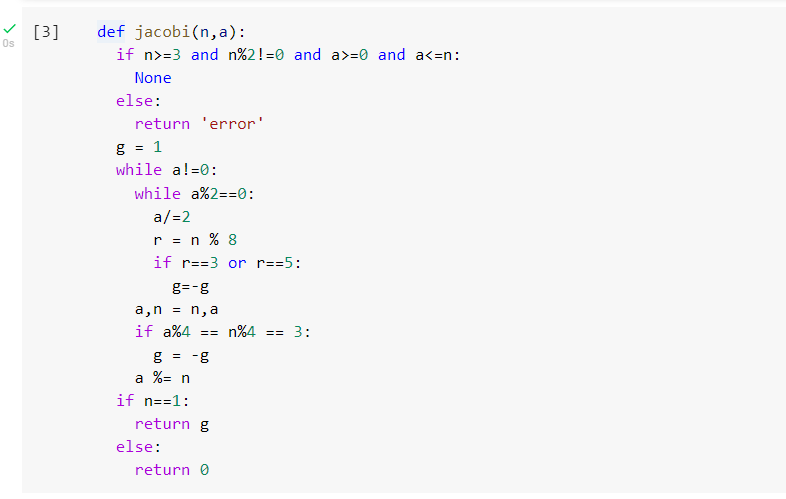 [3] def jacobi(n,a):
if n>=3 and n%2!=0 and a>=0 and a<=n:
None
else:
return 'error'
g = 1
while a!=0:
while a%2==0:
a/=2
r = n % 8
if r==3 or r==5:
g=-g
a,n = n,a
if a%4 == n%4 == 3:
g = -g
a %= n
if n==1:
return g
else:
return 0
0s